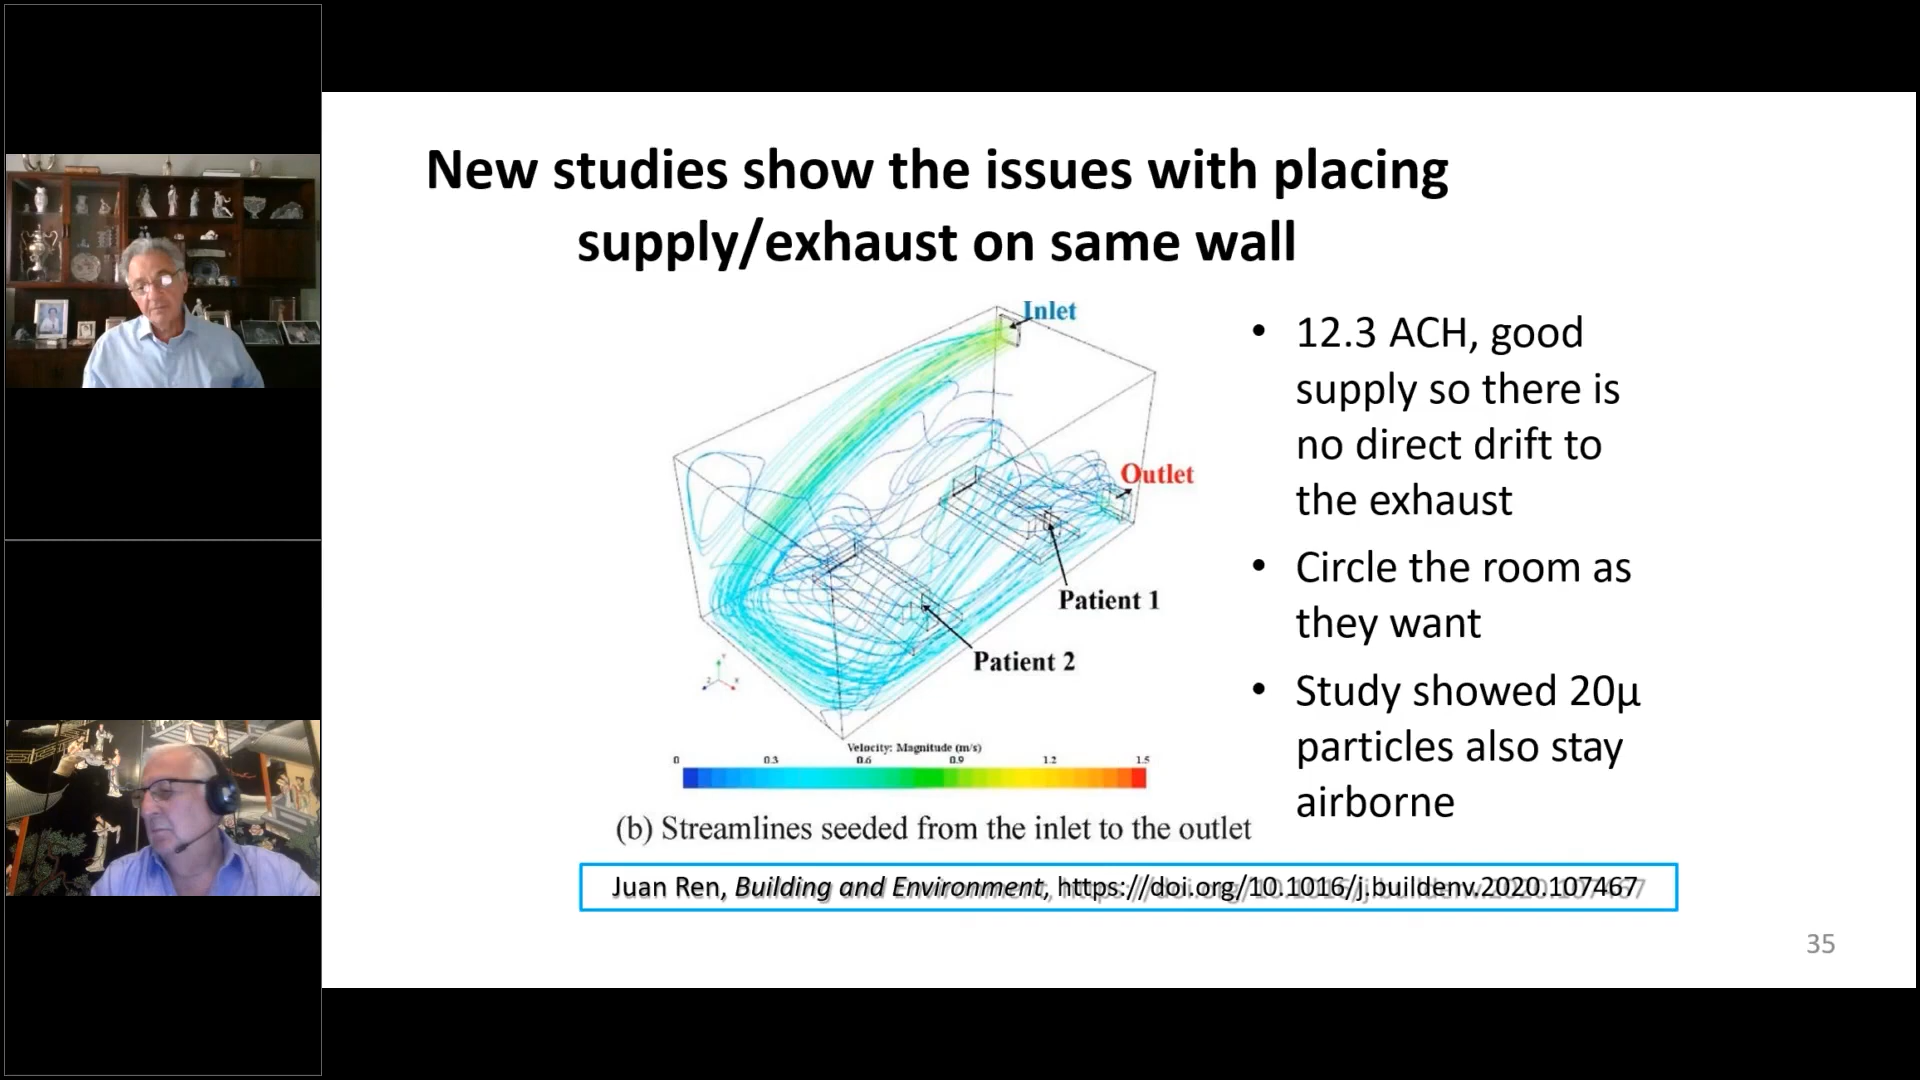 New studies show the issues with placing
supply/exhaust on same wall
Inlet
Outlet
Patient 1
Patient 2
Y
Z
X
Velocity: Magnitude (m/s)
0 0.3 0.6 0.9 1.2 1.5
(b) Streamlines seeded from the inlet to the outlet
• 12.3 ACH, good
supply so there is
no direct drift to
the exhaust
• Circle the room as
they want
• Study showed 20µ
particles also stay
airborne
Juan Ren, Building and Environment, https://doi.org/10.1016/j.buildenv.2020.107467
35